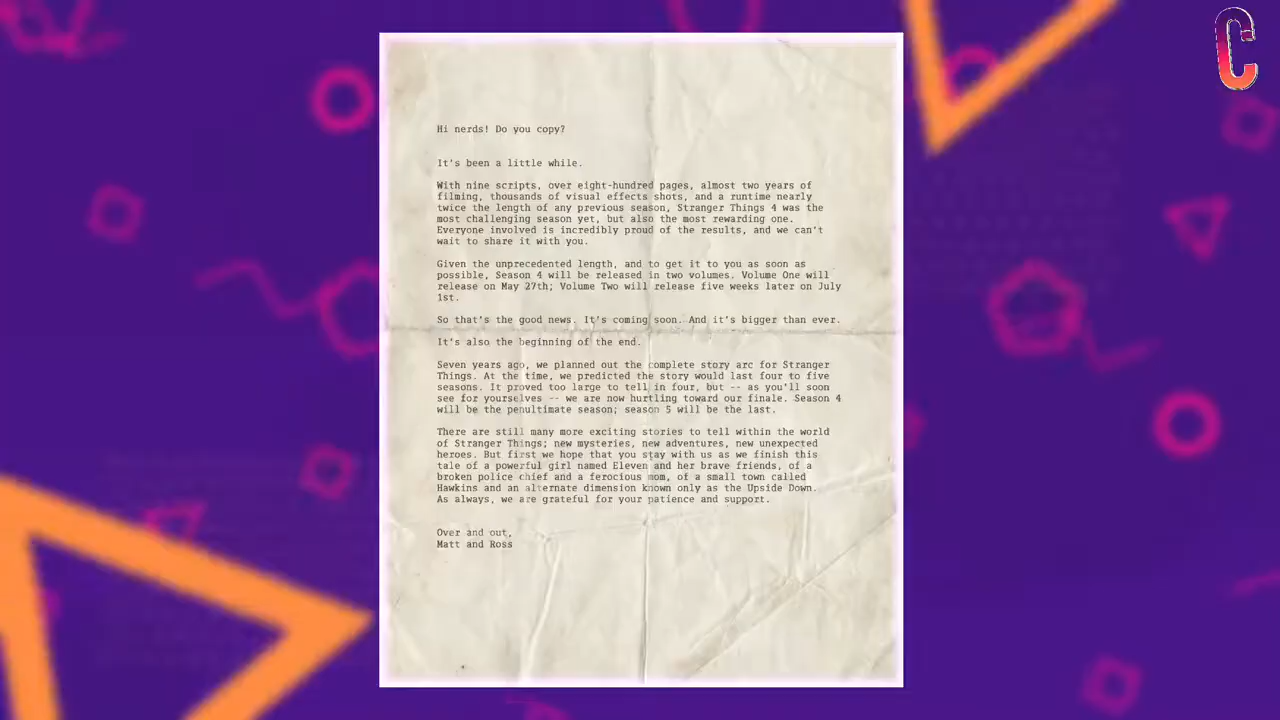 C
Hi nerds! Do you copy?
It's been a little while.
With nine scripts, over eight-hundred pages, almost two years of
filming, thousands of visual effects shots, and a runtime nearly
twice the length of any previous season, Stranger Things 4 was the
most challenging season yet, but also the most rewarding one.
Everyone involved is incredibly proud of the results, and we can't
wait to share it with you.
Given the unprecedented length, and to get it to you as soon as
possible, Season 4 will be released in two volumes. Volume One will
release on May 27th; Volume Two will release five weeks later on July
1st.
So that's the good news. It's coming soon. And it's bigger than ever.
It's also the beginning of the end.
Seven years ago, we planned out the complete story arc for Stranger
Things. At the time, we predicted the story would last four to five
seasons. It proved too large to tell in four, but -- as you'll soon
see for yourselves -- we are now hurtling toward our finale. Season 4
will be the penultimate season; season 5 will be the last.
There are still many more exciting stories to tell within the world
of Stranger Things; new mysteries, new adventures, new unexpected
heroes. But first we hope that you stay with us as we finish this
tale of a powerful girl named Eleven and her brave friends, of a
broken police chief and a ferocious mom, of a small town called
Hawkins and an alternate dimension known only as the Upside Down.
As always, we are grateful for your patience and support.
Over and out,
Matt and Ross